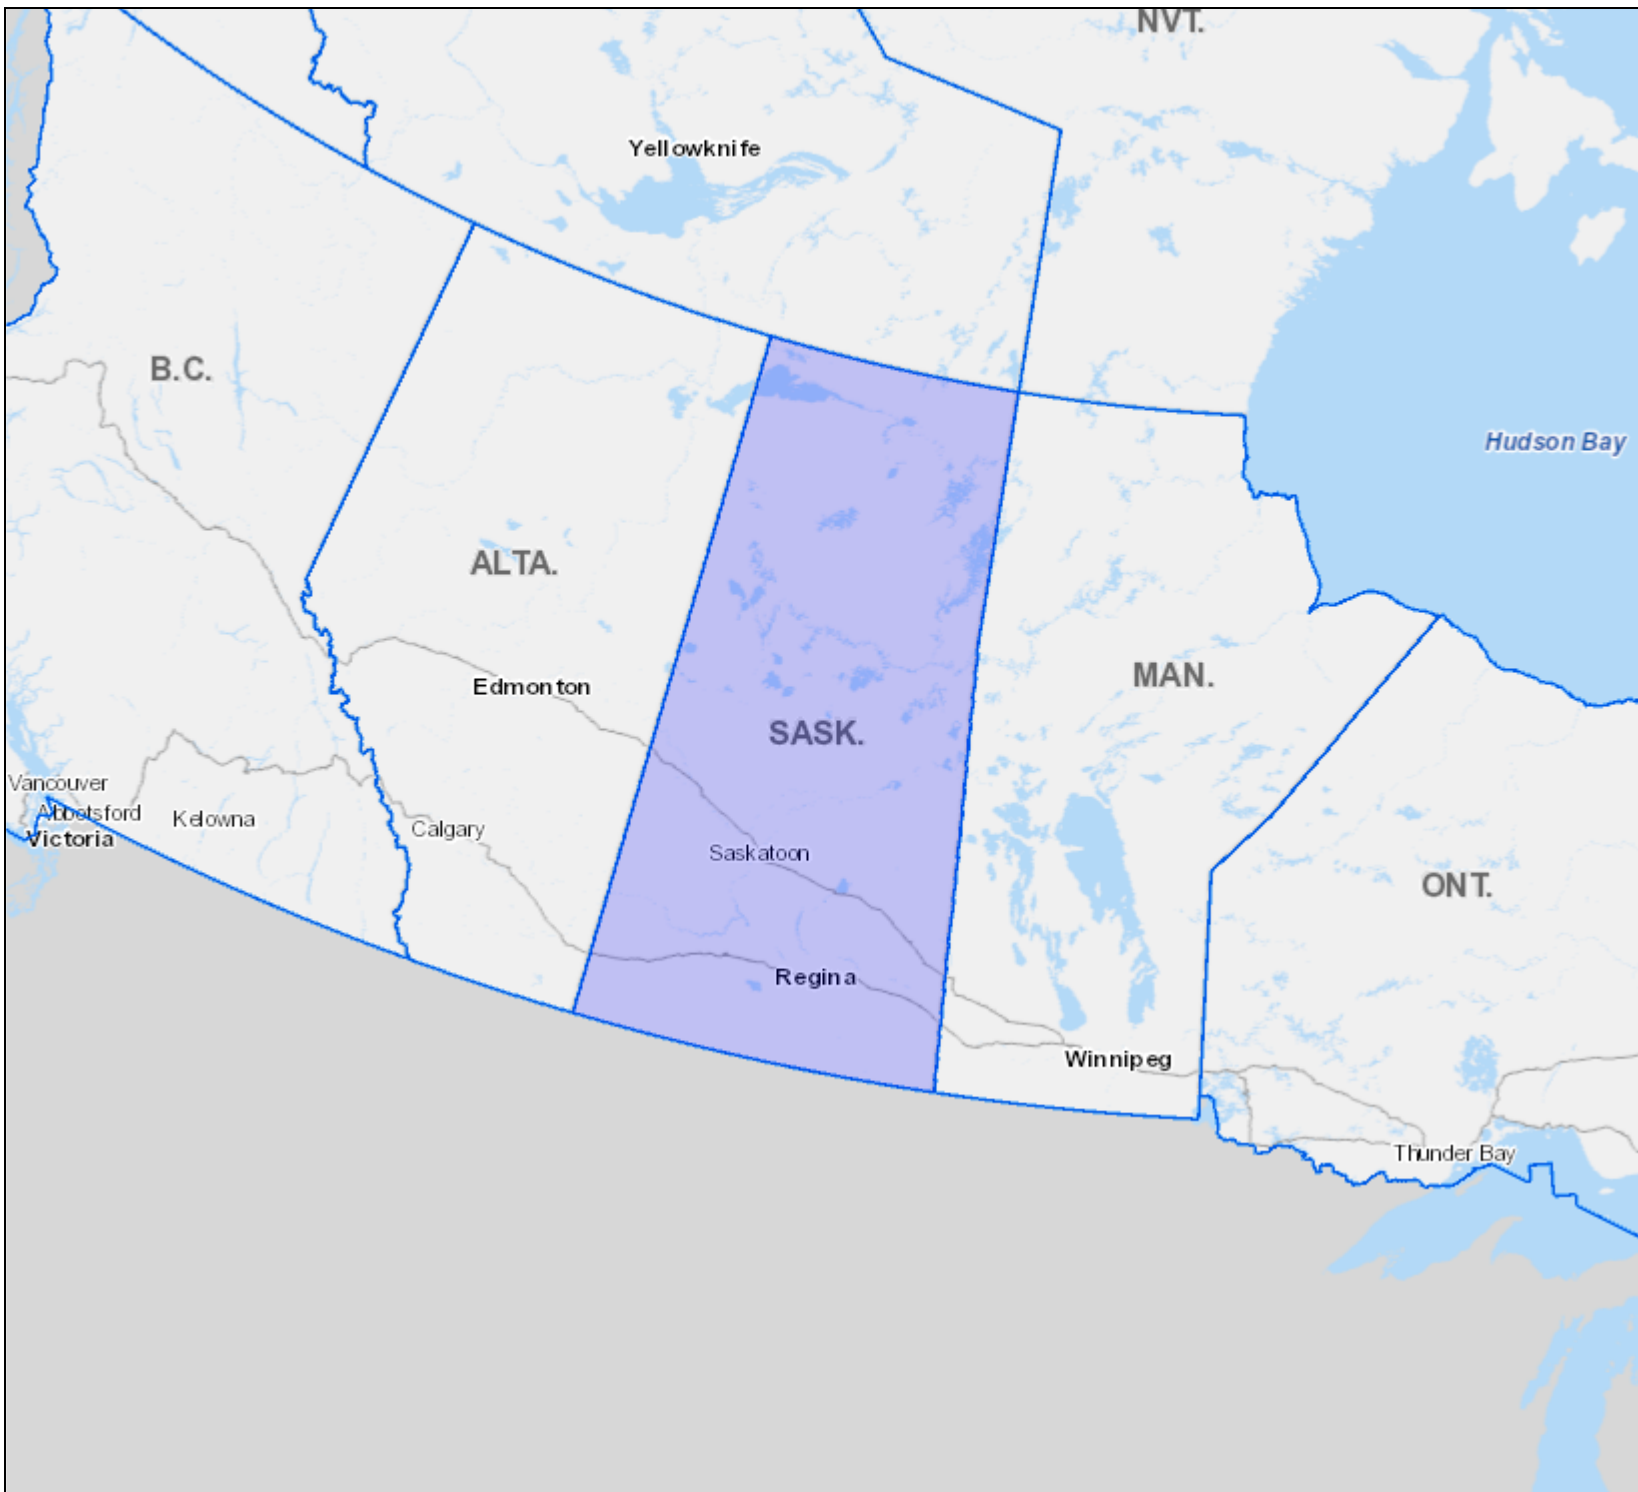 NVT.
Yellowknife
B.C.
Hudson Bay
ALTA.
MAN.
Edmonton
SASK.
Vancouver
Abbotsford
Kelowna
Victoria
Calgary
Saskatoon
ONT.
Regina
Winnipeg
Thunder Bay